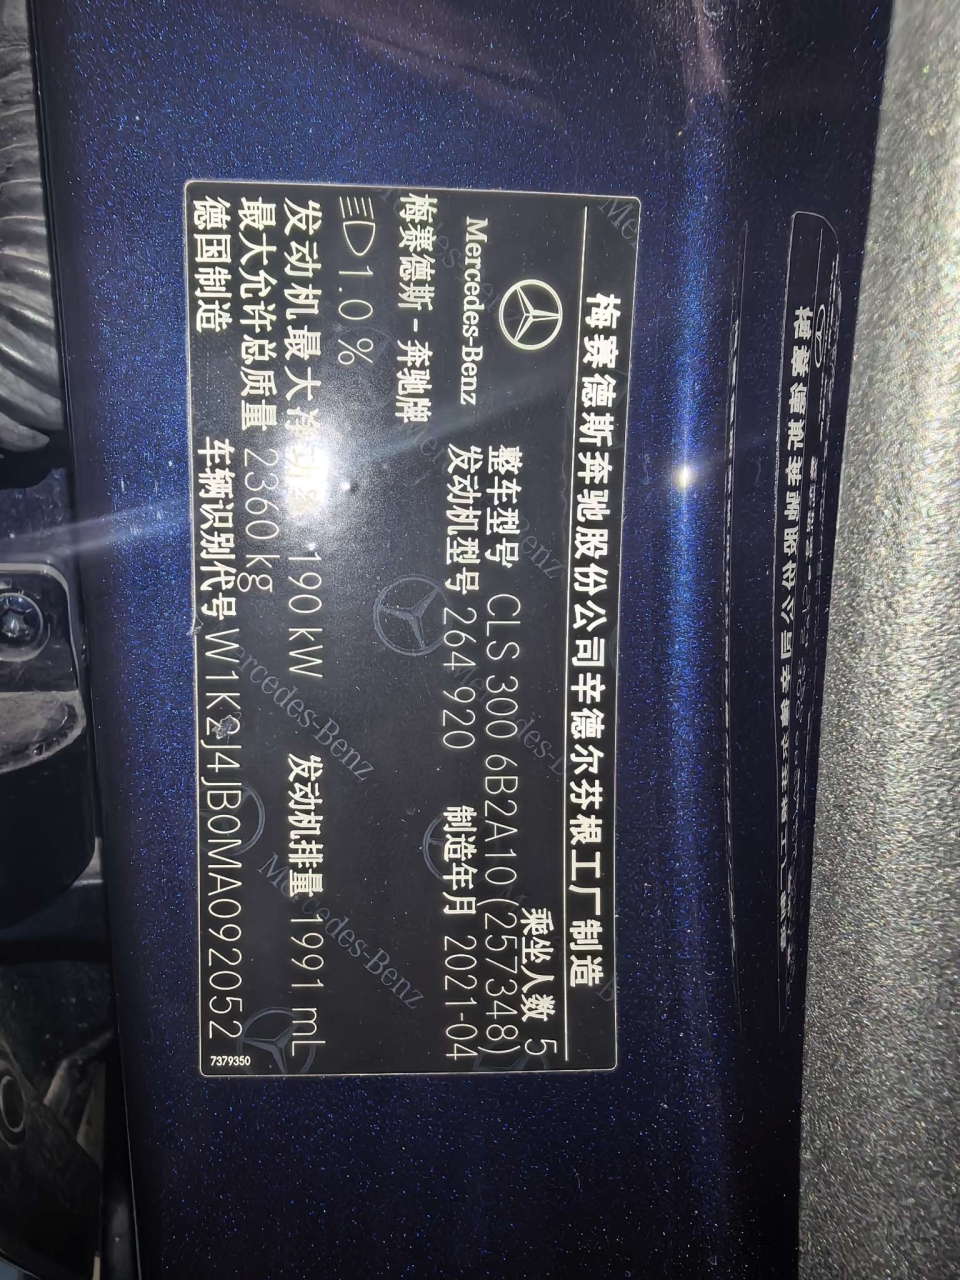 梅赛德斯奔驰股份公司辛德尔芬根工厂制造
乘坐人数 5
Mercedes-Benz
整车型号 CLS 300 6B2A10 (257348)
发动机型号 264 920 制造年月 2021-04
梅赛德斯-奔驰牌
1.0 %
发动机最大净功率 190 kW 发动机排量 1991 mL
最大允许总质量 2360 kg
德国制造 车辆识别代号 W1K2J4JB0MA092052
7379350